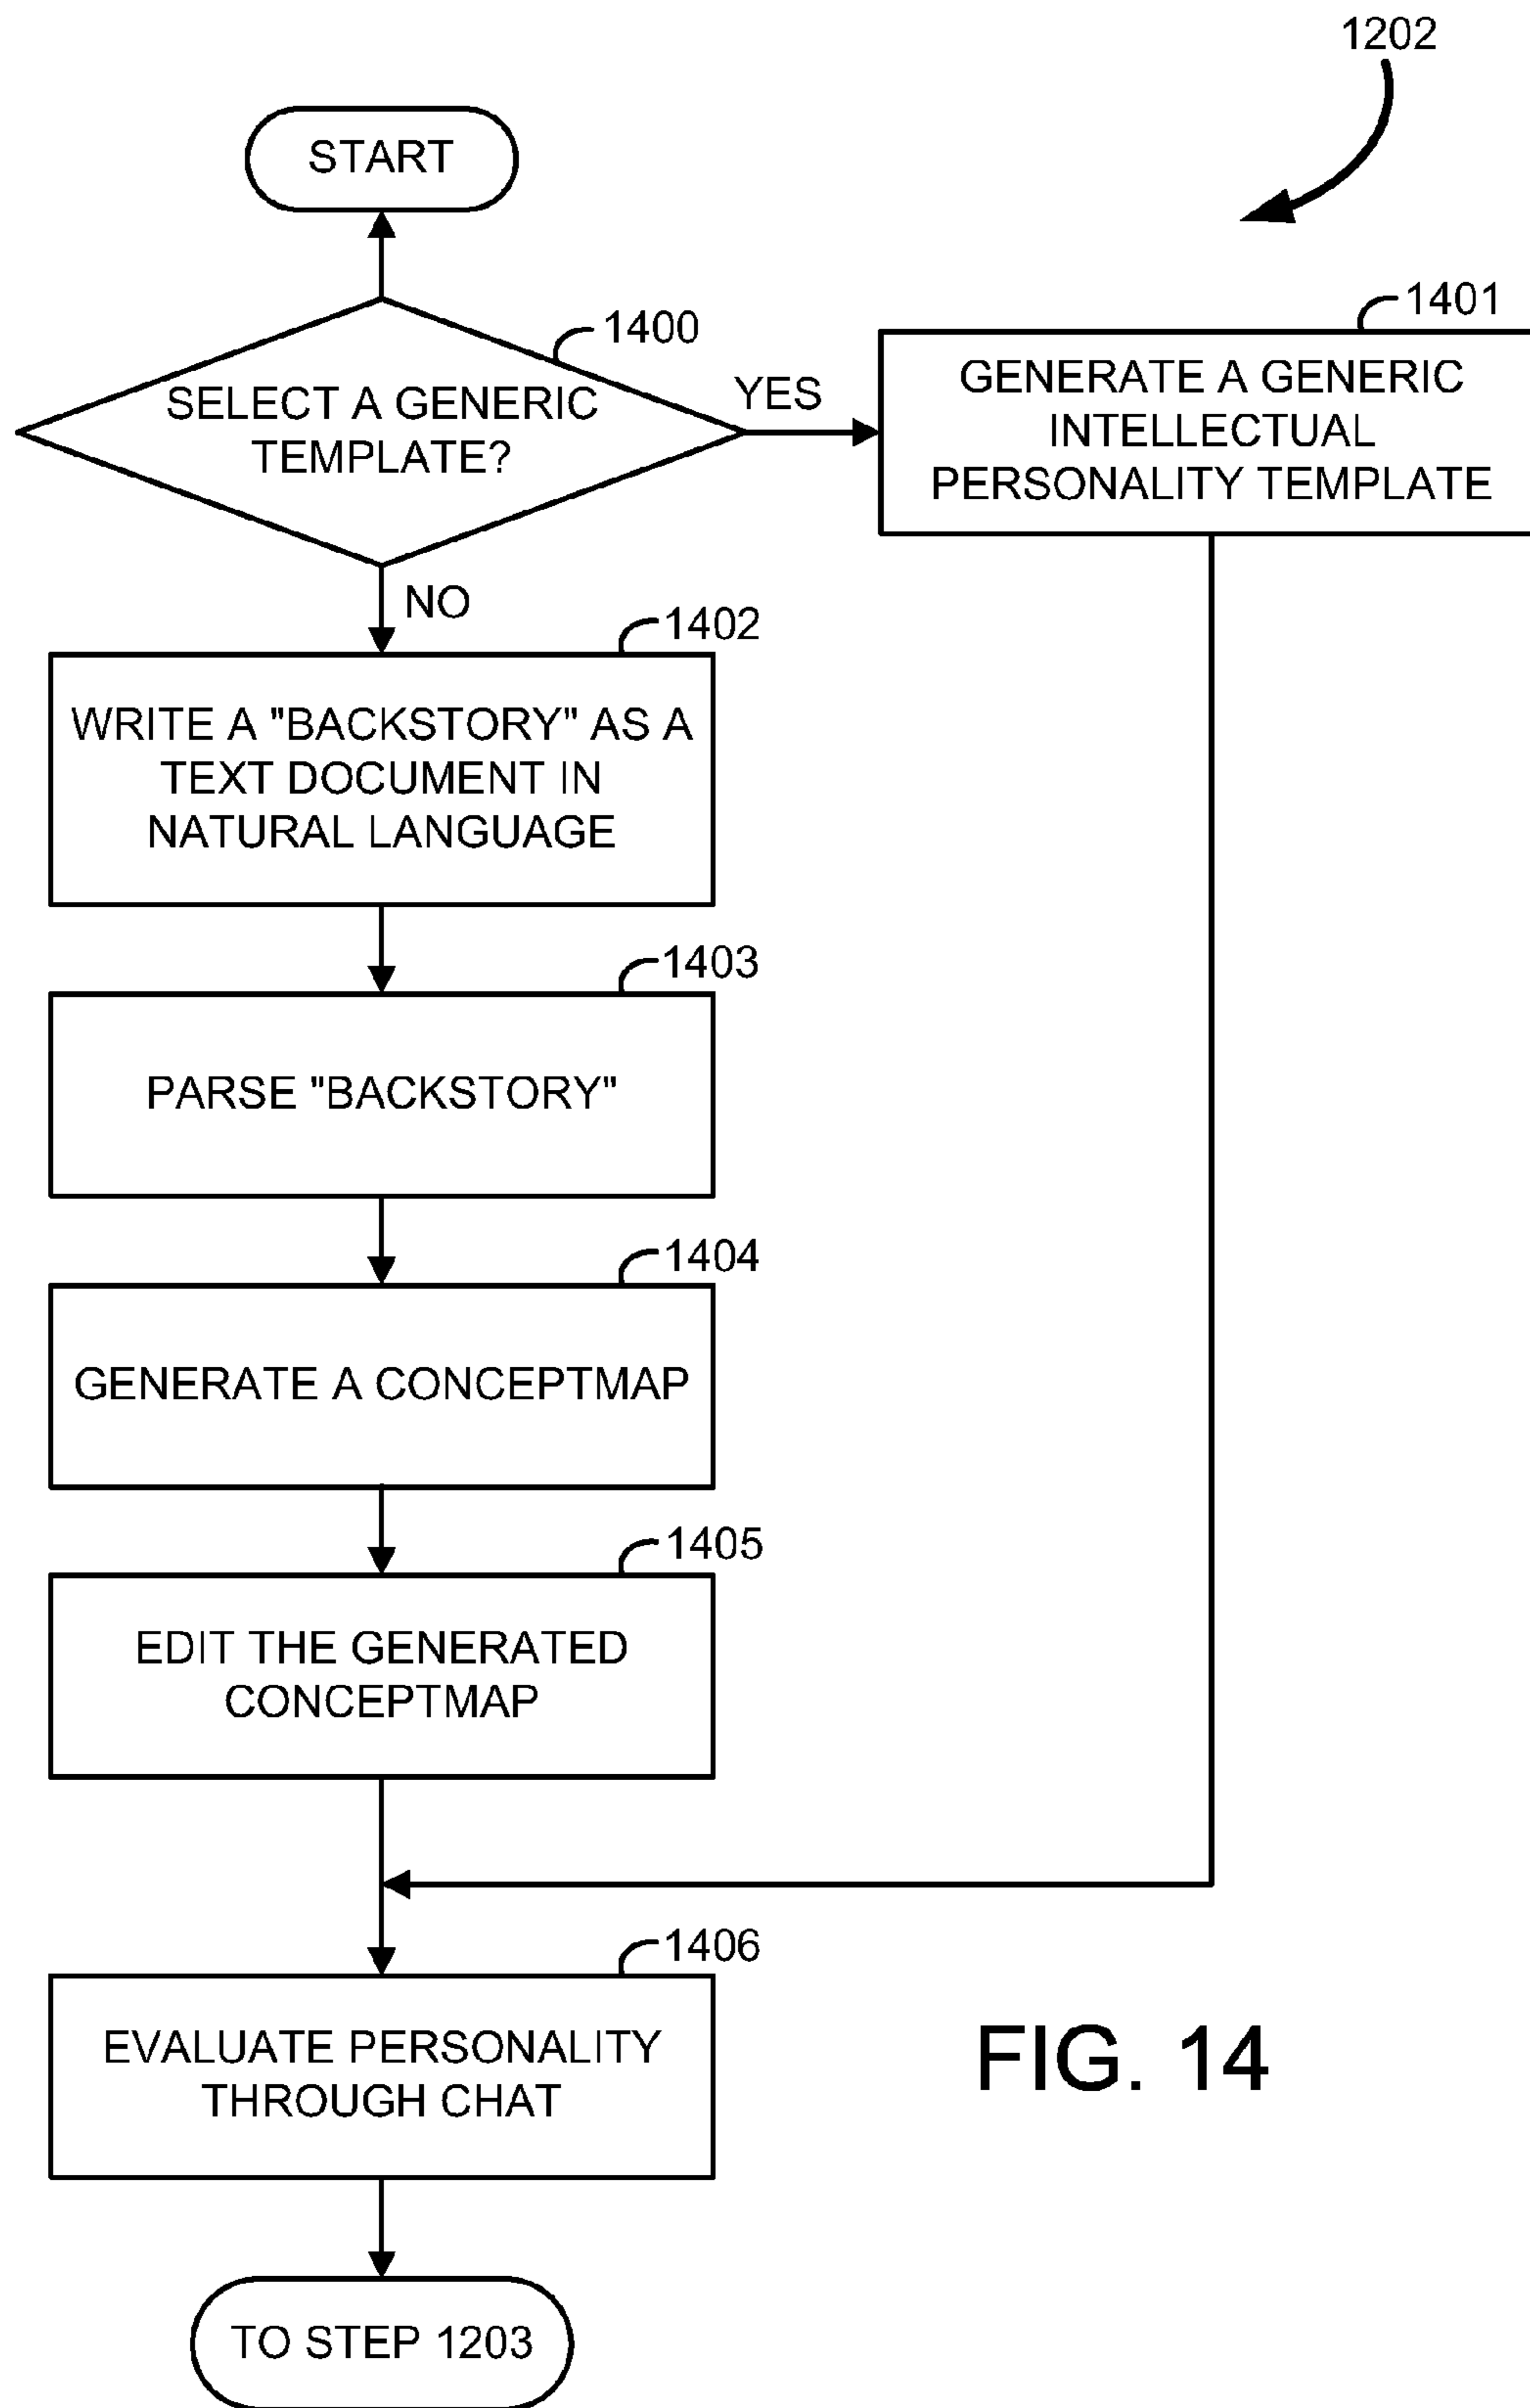 1202
START
1400
SELECT A GENERIC
TEMPLATE?
YES
1401
GENERATE A GENERIC
INTELLECTUAL
PERSONALITY TEMPLATE
NO
1402
WRITE A "BACKSTORY" AS A
TEXT DOCUMENT IN
NATURAL LANGUAGE
1403
PARSE "BACKSTORY"
1404
GENERATE A CONCEPTMAP
1405
EDIT THE GENERATED
CONCEPTMAP
1406
EVALUATE PERSONALITY
THROUGH CHAT
FIG. 14
TO STEP 1203